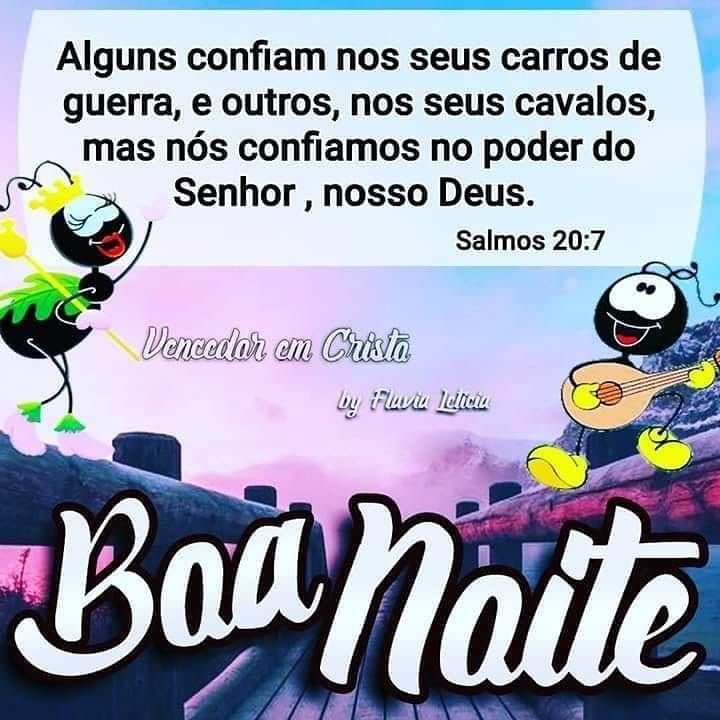 Alguns confiam nos seus carros de
guerra, e outros, nos seus cavalos,
mas nós confiamos no poder do
Senhor , nosso Deus.
Salmos 20:7
Vencedor em Cristo
by Flavia Leticia
Boa Noite